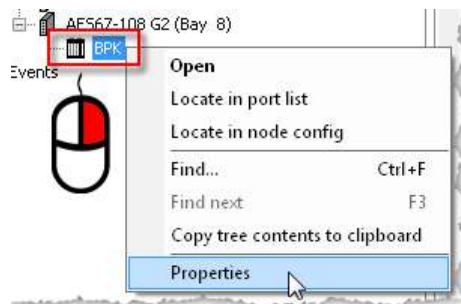 AES67-108 G2 (Bay 8)
BPK
Events
Open
Locate in port list
Locate in node config
Find... Ctrl+F
Find next F3
Copy tree contents to clipboard
Properties